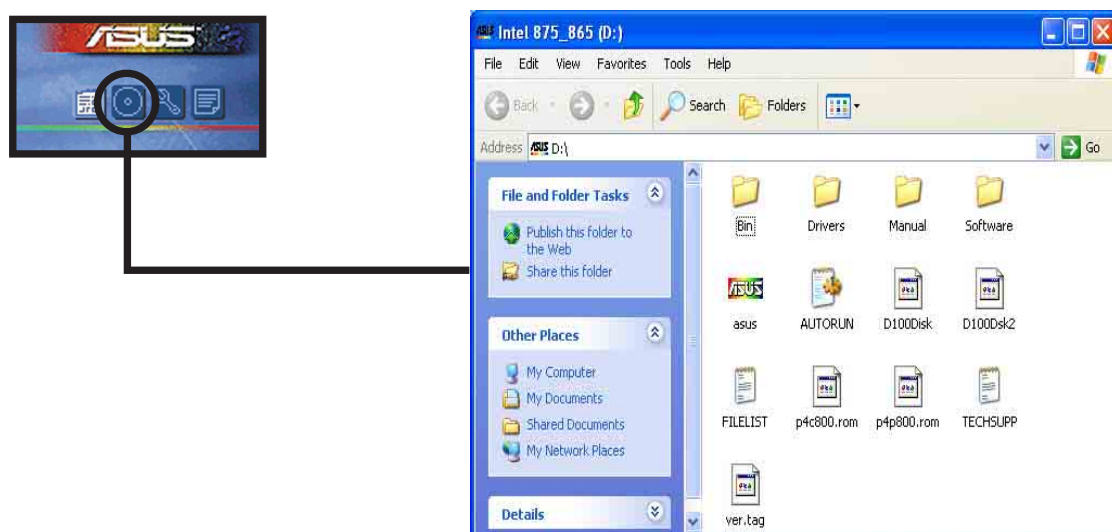 ASUS
Intel 875_865 (D:)
File Edit View Favorites Tools Help
Back Search Folders
Address D:\ Go
File and Folder Tasks
Publish this folder to
the Web
Share this folder
Other Places
My Computer
My Documents
Shared Documents
My Network Places
Details
Bin Drivers Manual Software
asus AUTORUN D100Disk D100Dsk2
FILELIST p4c800.rom p4p800.rom TECHSUPP
ver.tag